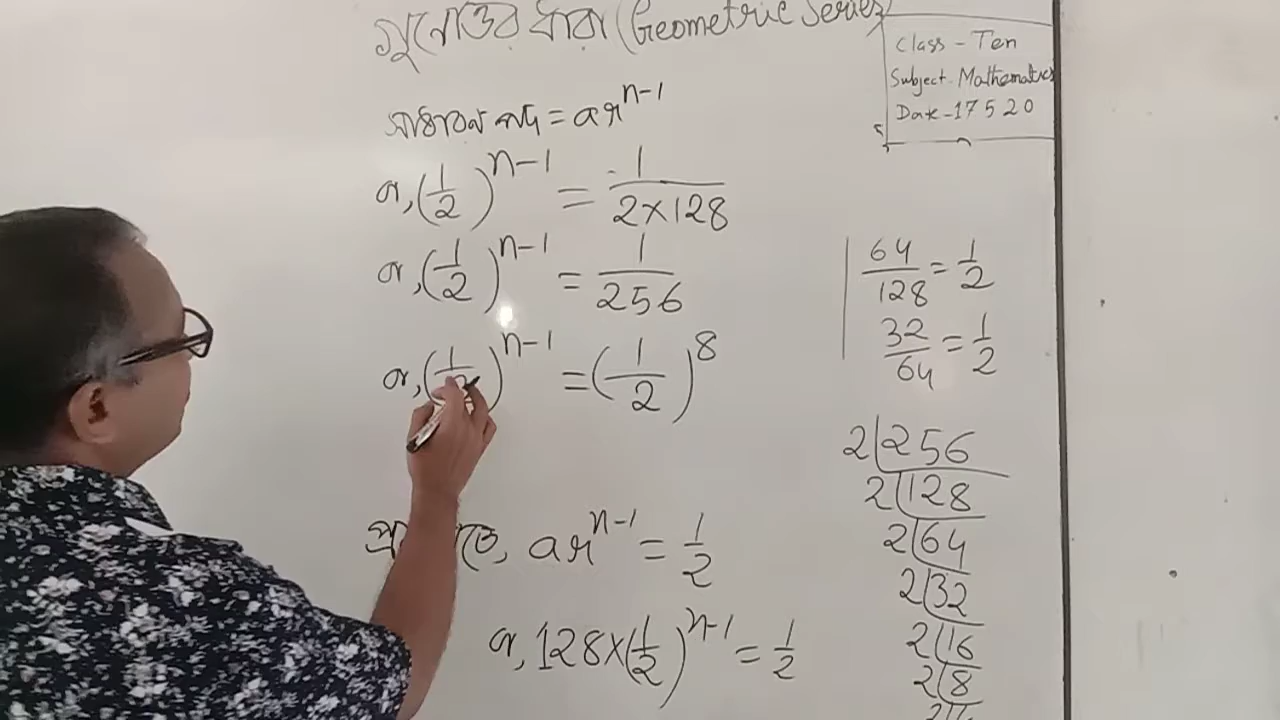 গুনোত্তর ধারা (Geometric Series)
Class - Ten
Subject - Mathematics
Date - 17 5 20
সাধারন পদ = ar^{n-1}
বা, (1/2)^{n-1} = 1/(2×128)
বা, (1/2)^{n-1} = 1/256
বা, (1/2)^{n-1} = (1/2)^8
ar^{n-1} = 1/2
বা, 128×(1/2)^{n-1} = 1/2
64/128 = 1/2
32/64 = 1/2
2|256
2|128
2|64
2|32
2|16
2|8